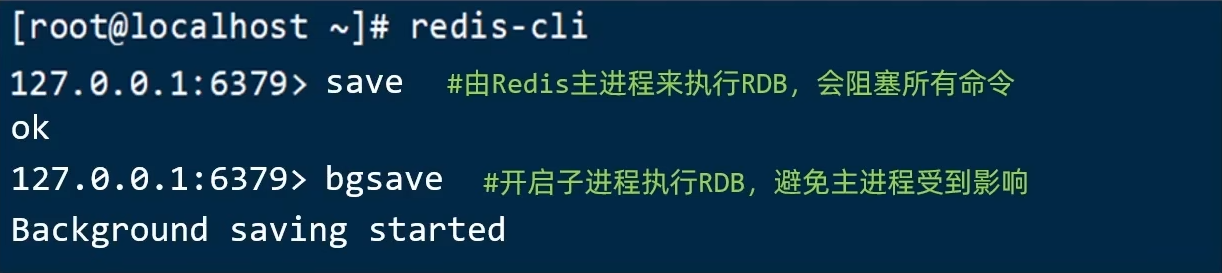 [root@localhost ~]# redis-cli
127.0.0.1:6379> save #由Redis主进程来执行RDB，会阻塞所有命令
ok
127.0.0.1:6379> bgsave #开启子进程执行RDB，避免主进程受到影响
Background saving started